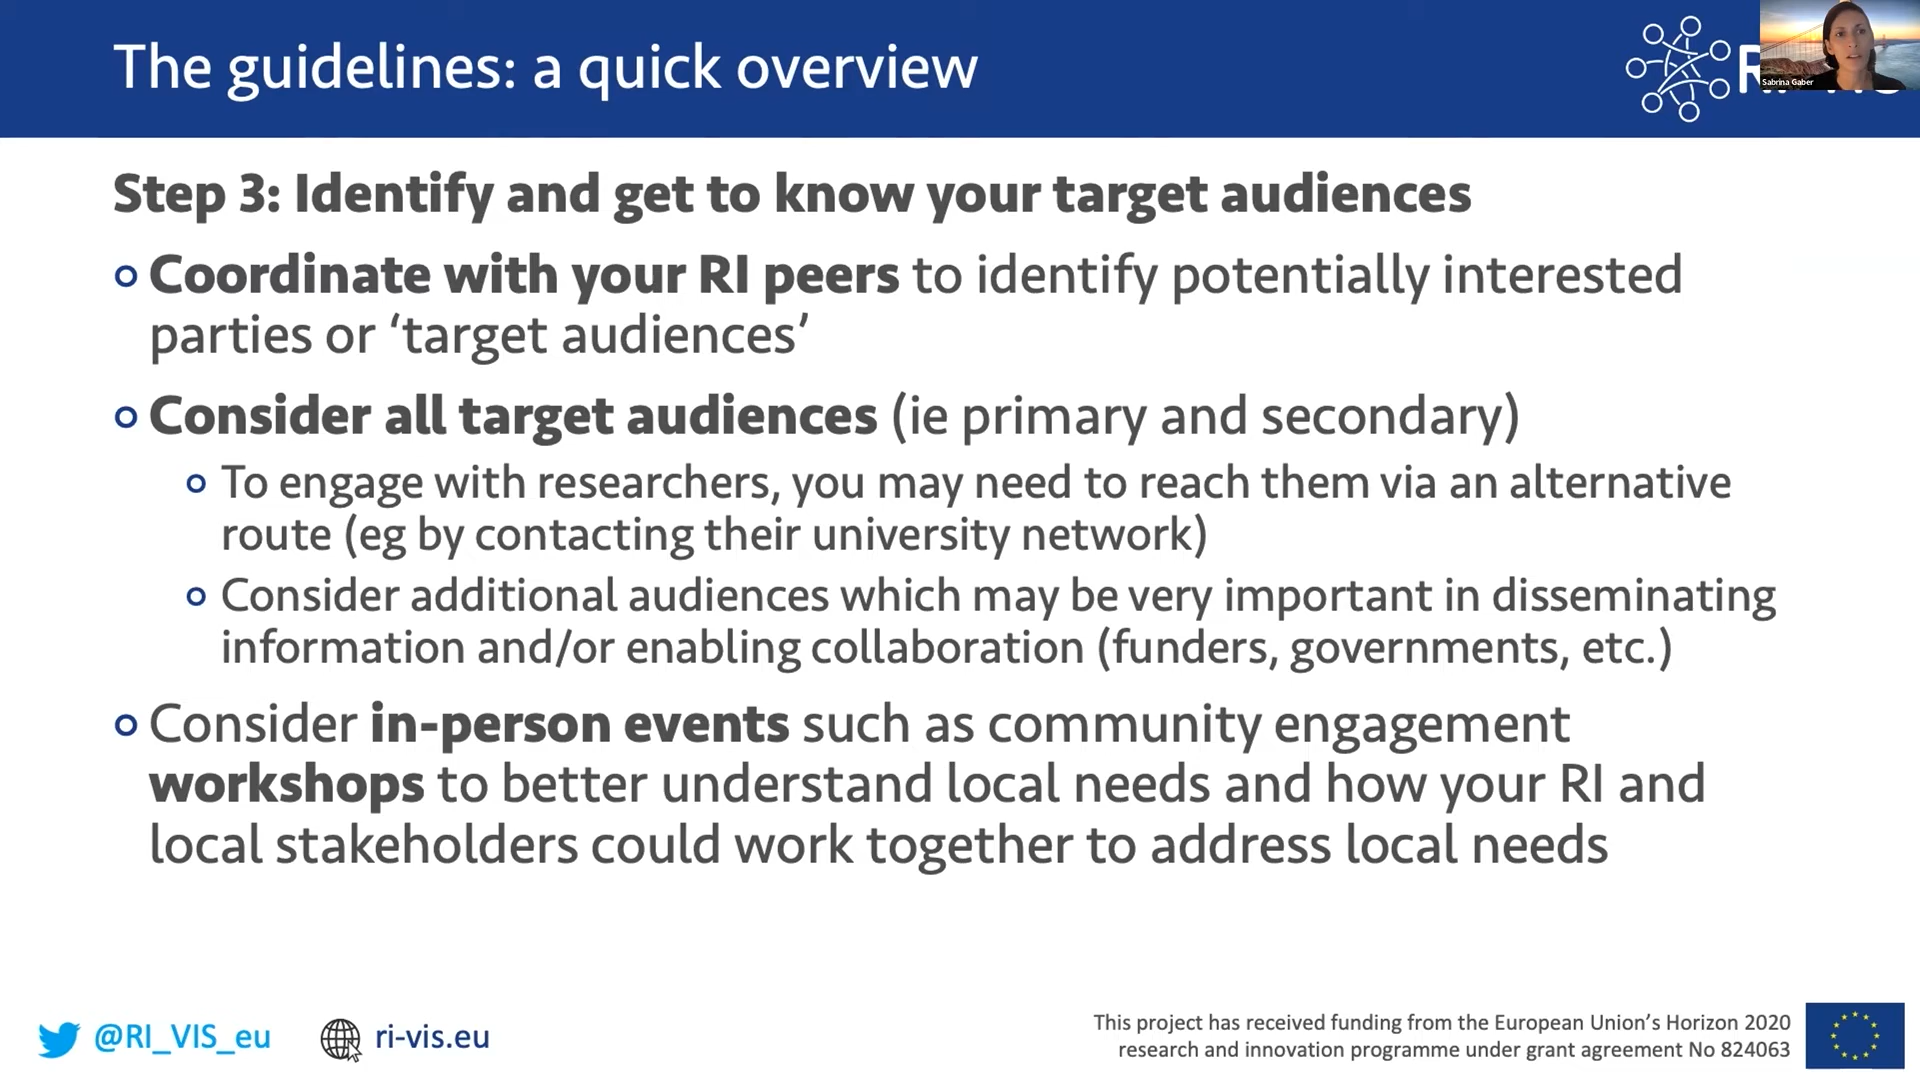 The guidelines: a quick overview
Sabrina Gaber
Step 3: Identify and get to know your target audiences
Coordinate with your RI peers to identify potentially interested
parties or ‘target audiences’
Consider all target audiences (ie primary and secondary)
To engage with researchers, you may need to reach them via an alternative
route (eg by contacting their university network)
Consider additional audiences which may be very important in disseminating
information and/or enabling collaboration (funders, governments, etc.)
Consider in-person events such as community engagement
workshops to better understand local needs and how your RI and
local stakeholders could work together to address local needs
@RI_VIS_eu
ri-vis.eu
This project has received funding from the European Union’s Horizon 2020
research and innovation programme under grant agreement No 824063